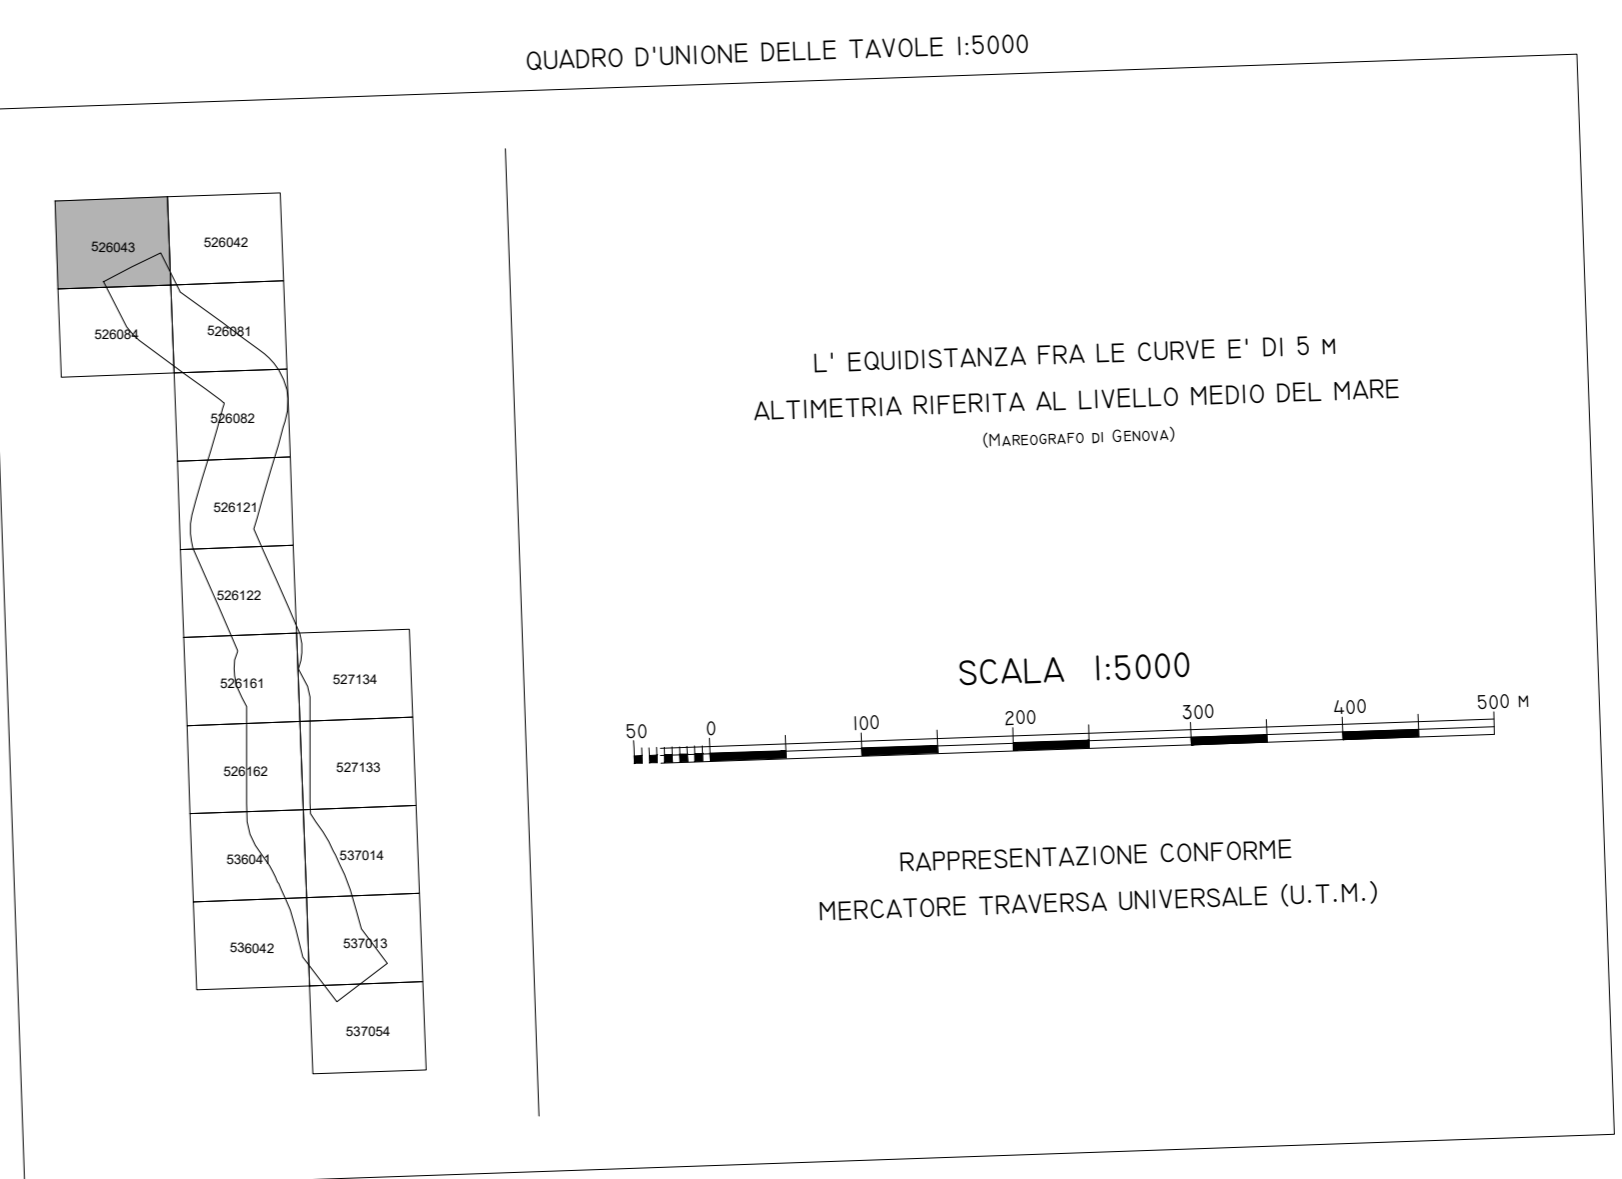 QUADRO D'UNIONE DELLE TAVOLE 1:5000
526043 526042
526084 526081
526082
526121
526122
526161 527134
526162 527133
536041 537014
536042 537013
537054
L' EQUIDISTANZA FRA LE CURVE E' DI 5 M
ALTIMETRIA RIFERITA AL LIVELLO MEDIO DEL MARE
(MAREOGRAFO DI GENOVA)
SCALA 1:5000
50 0 100 200 300 400 500 M
RAPPRESENTAZIONE CONFORME
MERCATORE TRAVERSA UNIVERSALE (U.T.M.)